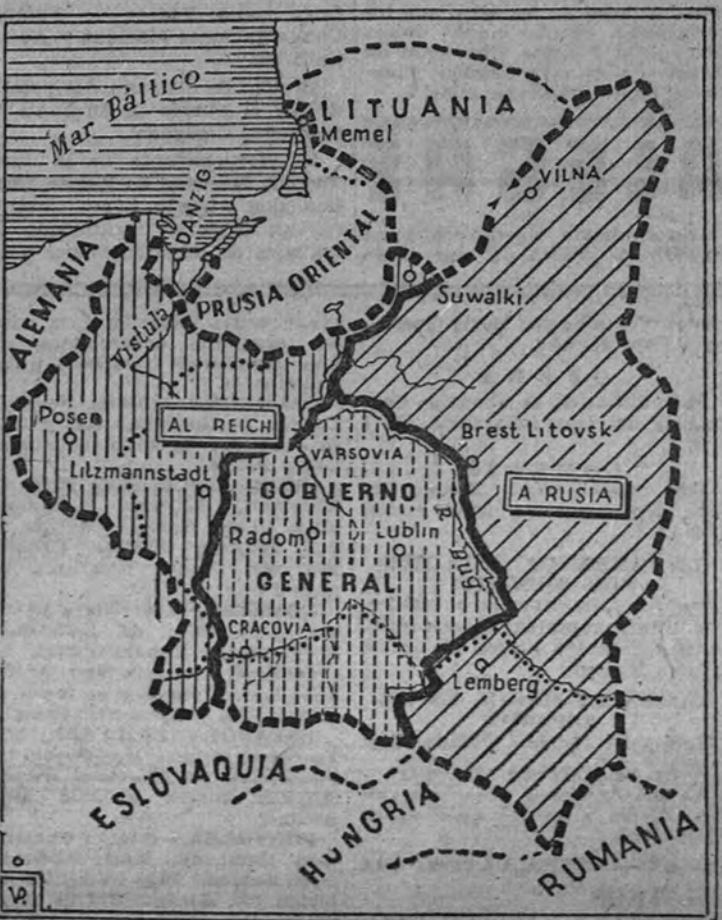 Mar Báltico
LITUANIA
Memel
VILNA
DANZIG
ALEMANIA
PRUSIA ORIENTAL
Suwalki
Vistula
Posen
AL REICH
Brest Litovsk
VARSOVIA
Litzmannstadt
GOBIERNO
A RUSIA
Radom
Lublin
R. Bug
GENERAL
CRACOVIA
Lemberg
ESLOVAQUIA
HUNGRIA
RUMANIA